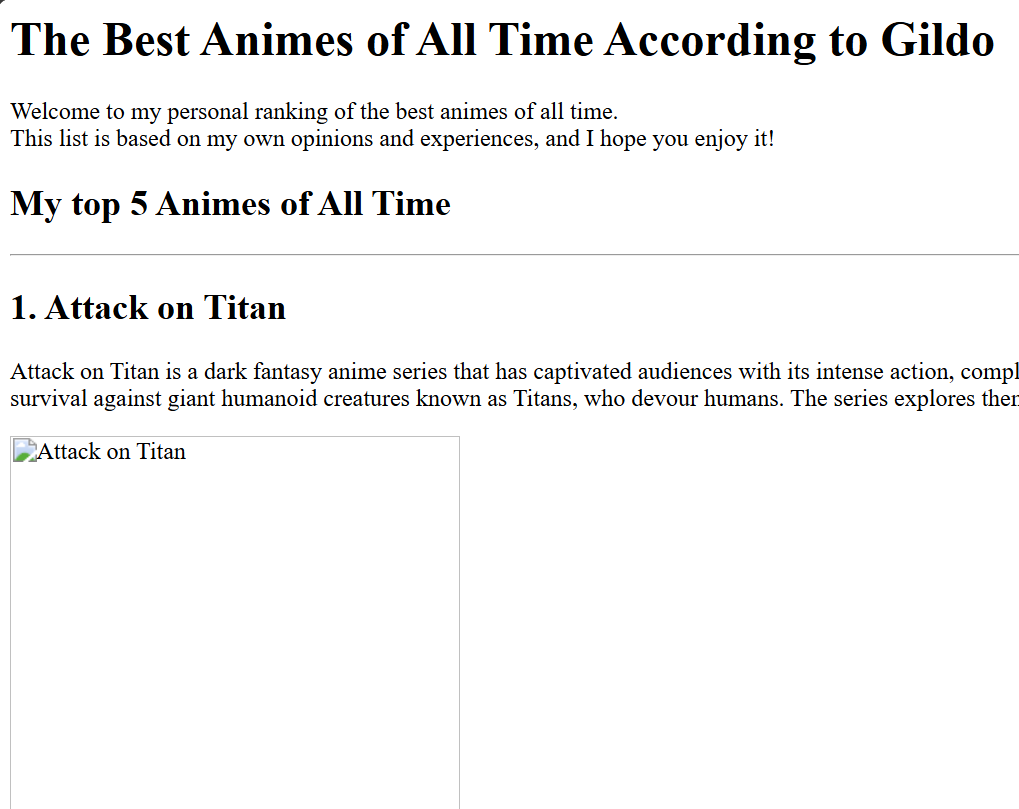 The Best Animes of All Time According to Gildo
Welcome to my personal ranking of the best animes of all time.
This list is based on my own opinions and experiences, and I hope you enjoy it!
My top 5 Animes of All Time
1. Attack on Titan
Attack on Titan is a dark fantasy anime series that has captivated audiences with its intense action,
survival against giant humanoid creatures known as Titans, who devour humans. The series explores
Attack on Titan